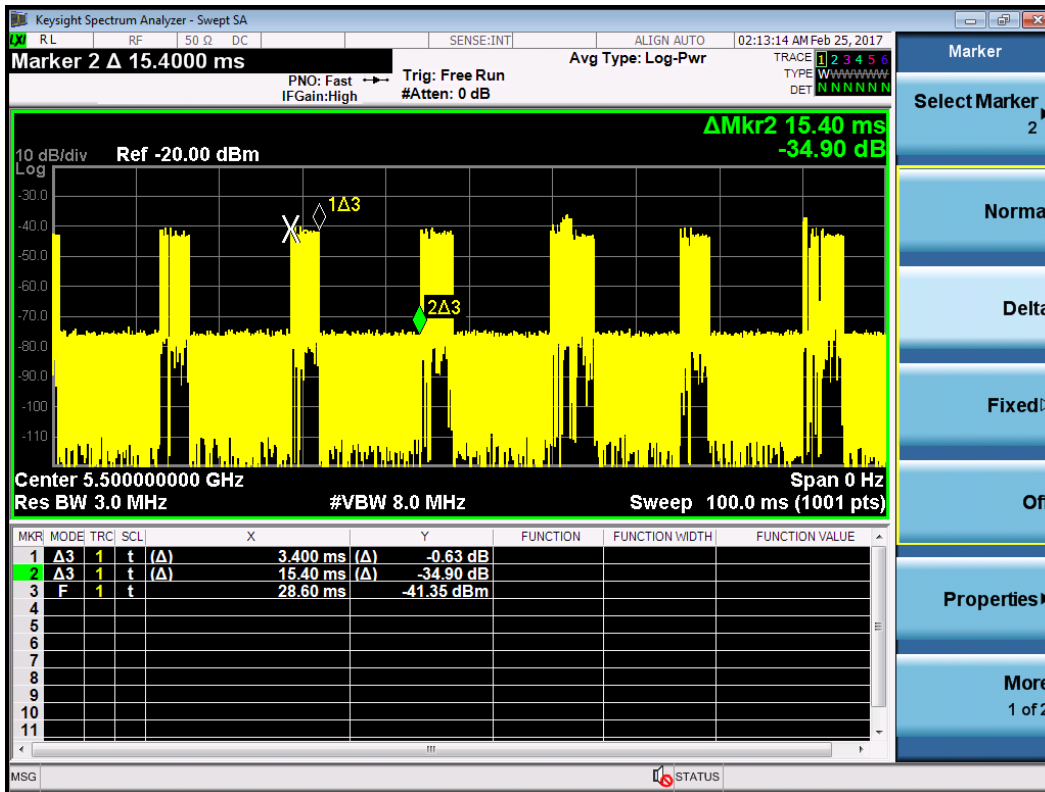 Keysight Spectrum Analyzer - Swept SA
LXI RL RF 50 Ω DC SENSE:INT ALIGN AUTO 02:13:14 AM Feb 25, 2017
Marker 2 Δ 15.4000 ms
PNO: Fast
IFGain:High
Trig: Free Run
#Atten: 0 dB
Avg Type: Log-Pwr
TRACE 1 2 3 4 5 6
TYPE WWWWWW
DET N N N N N N
ΔMkr2 15.40 ms
-34.90 dB
10 dB/div Ref -20.00 dBm
Log
-30.0
-40.0
-50.0
-60.0
-70.0
-80.0
-90.0
-100
-110
1Δ3
X
2Δ3
Center 5.500000000 GHz Span 0 Hz
Res BW 3.0 MHz #VBW 8.0 MHz Sweep 100.0 ms (1001 pts)
MKR MODE TRC SCL X Y FUNCTION FUNCTION WIDTH FUNCTION VALUE
1 Δ3 1 t (Δ) 3.400 ms (Δ) -0.63 dB
2 Δ3 1 t (Δ) 15.40 ms (Δ) -34.90 dB
3 F 1 t 28.60 ms -41.35 dBm
4
5
6
7
8
9
10
11
MSG STATUS
Marker
Select Marker
2
Norma
Delta
Fixed
Off
Properties
More
1 of 2